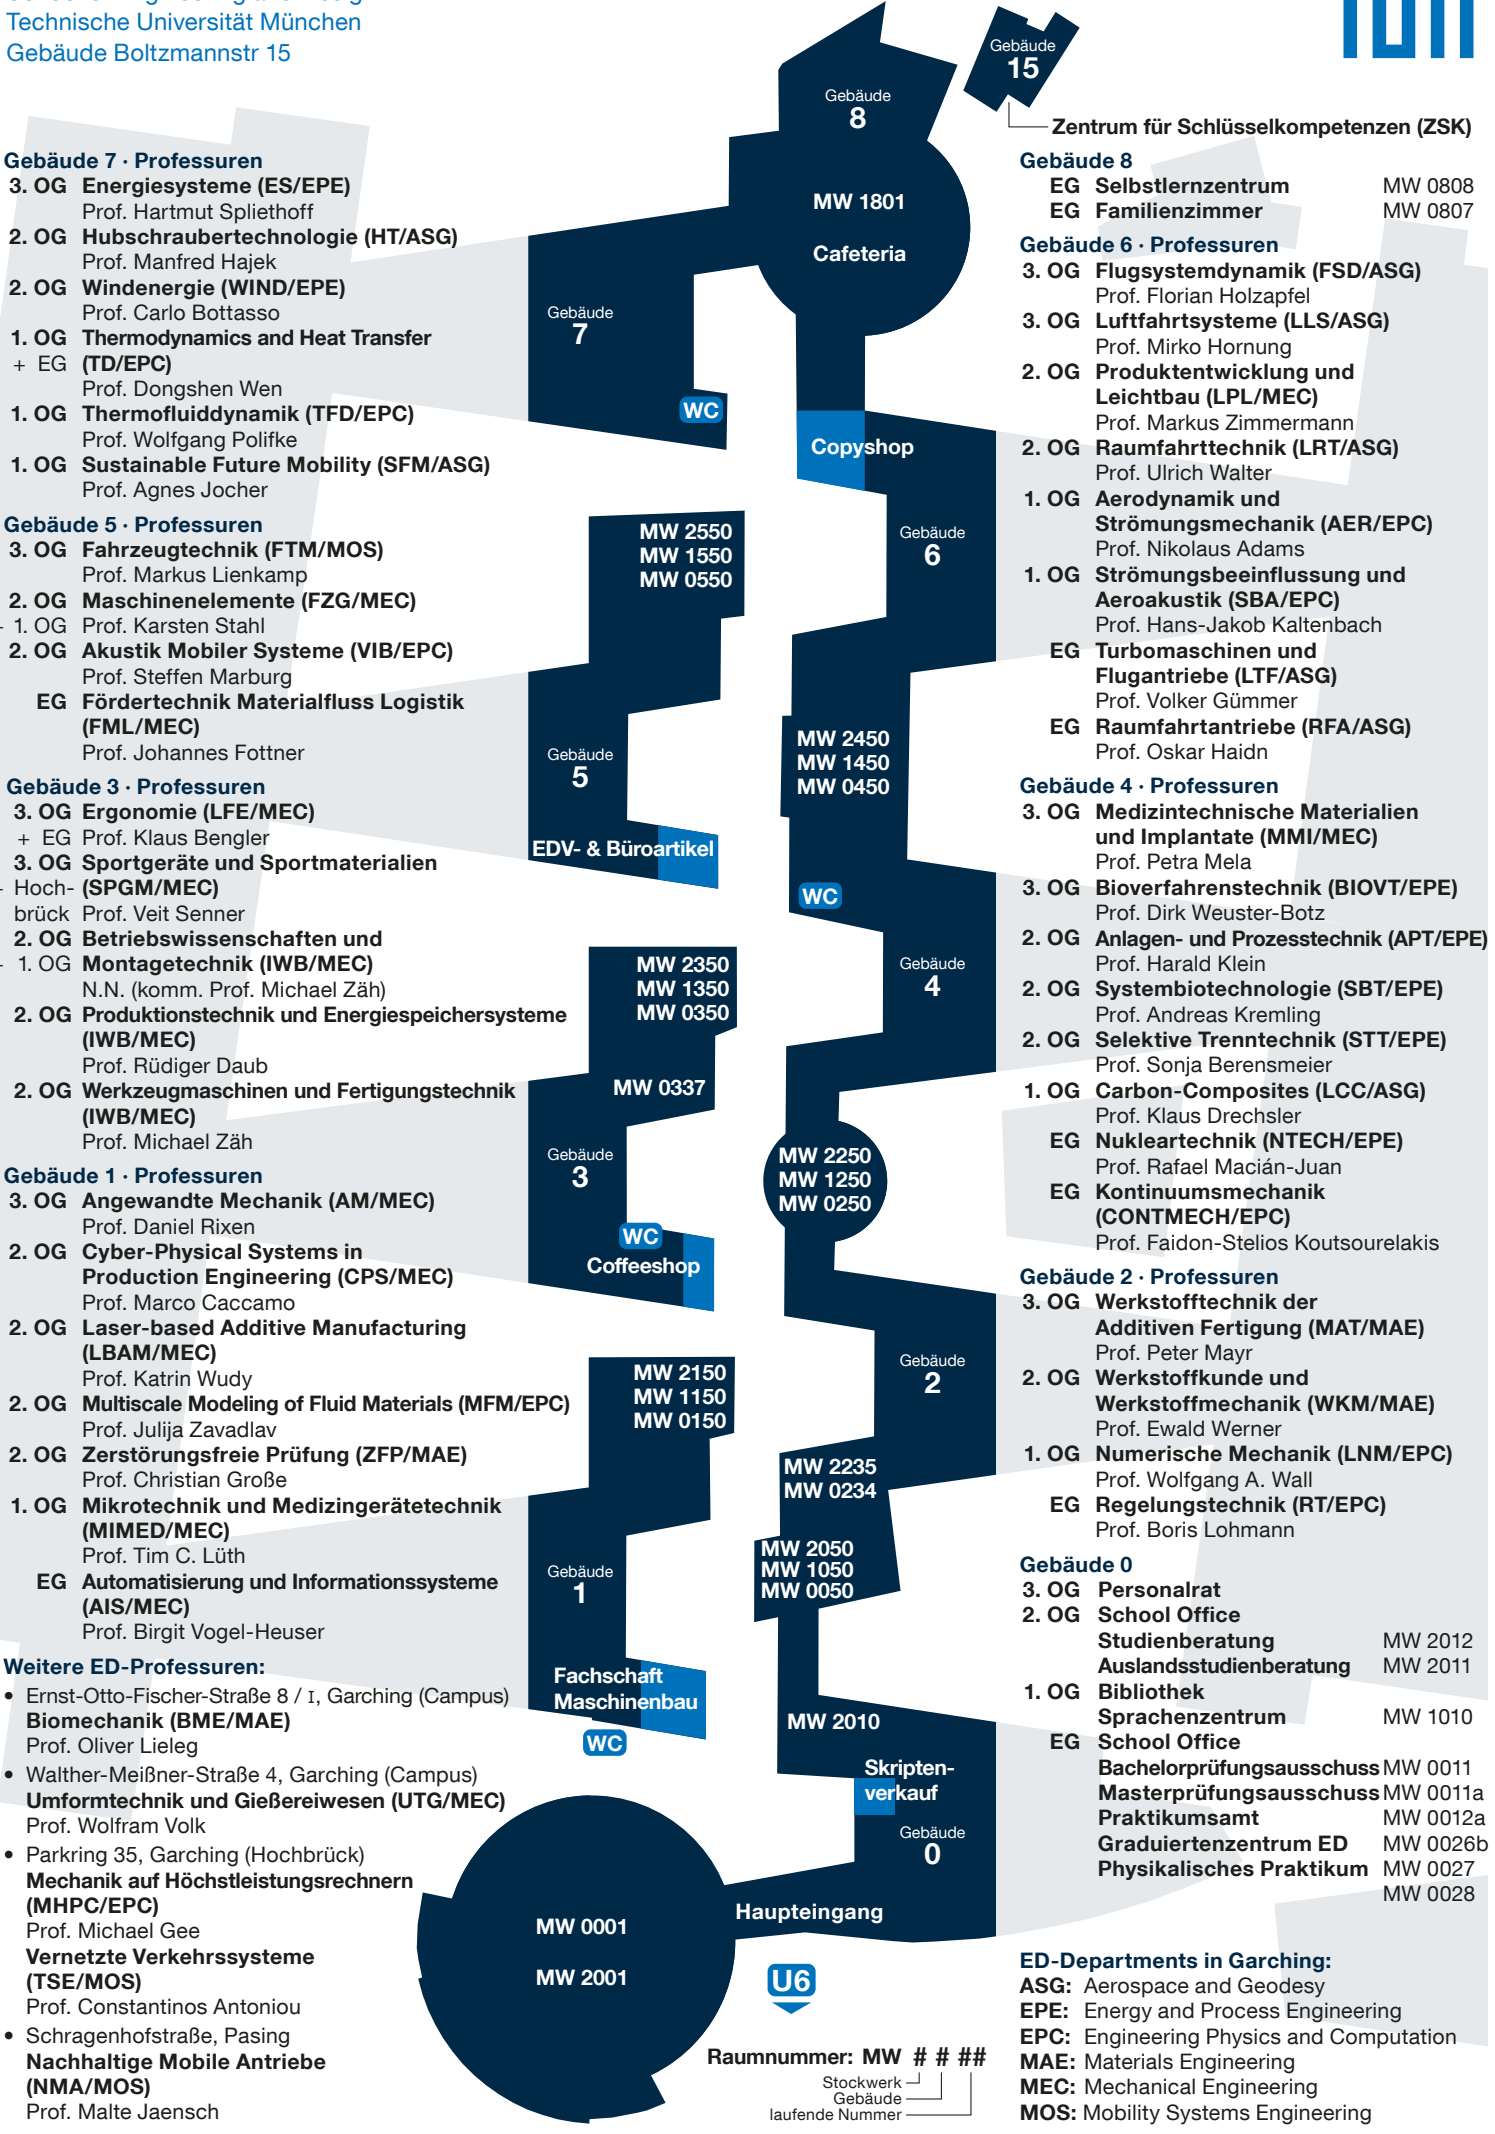 Technische Universität München
Gebäude Boltzmannstr 15
Gebäude 7 · Professuren
3. OG Energiesysteme (ES/EPE)
Prof. Hartmut Spliethoff
2. OG Hubschraubertechnologie (HT/ASG)
Prof. Manfred Hajek
2. OG Windenergie (WIND/EPE)
Prof. Carlo Bottasso
1. OG Thermodynamics and Heat Transfer
+ EG (TD/EPC)
Prof. Dongshen Wen
1. OG Thermofluiddynamik (TFD/EPC)
Prof. Wolfgang Polifke
1. OG Sustainable Future Mobility (SFM/ASG)
Prof. Agnes Jocher
Gebäude 5 · Professuren
3. OG Fahrzeugtechnik (FTM/MOS)
Prof. Markus Lienkamp
2. OG Maschinenelemente (FZG/MEC)
1. OG Prof. Karsten Stahl
2. OG Akustik Mobiler Systeme (VIB/EPC)
Prof. Steffen Marburg
EG Fördertechnik Materialfluss Logistik
(FML/MEC)
Prof. Johannes Fottner
Gebäude 3 · Professuren
3. OG Ergonomie (LFE/MEC)
+ EG Prof. Klaus Bengler
3. OG Sportgeräte und Sportmaterialien
Hoch- (SPGM/MEC)
brück Prof. Veit Senner
2. OG Betriebswissenschaften und
1. OG Montagetechnik (IWB/MEC)
N.N. (komm. Prof. Michael Zäh)
2. OG Produktionstechnik und Energiespeichersysteme
(IWB/MEC)
Prof. Rüdiger Daub
2. OG Werkzeugmaschinen und Fertigungstechnik
(IWB/MEC)
Prof. Michael Zäh
Gebäude 1 · Professuren
3. OG Angewandte Mechanik (AM/MEC)
Prof. Daniel Rixen
2. OG Cyber-Physical Systems in
Production Engineering (CPS/MEC)
Prof. Marco Caccamo
2. OG Laser-based Additive Manufacturing
(LBAM/MEC)
Prof. Katrin Wudy
2. OG Multiscale Modeling of Fluid Materials (MFM/EPC)
Prof. Julija Zavadlav
2. OG Zerstörungsfreie Prüfung (ZFP/MAE)
Prof. Christian Große
1. OG Mikrotechnik und Medizingerätetechnik
(MIMED/MEC)
Prof. Tim C. Lüth
EG Automatisierung und Informationssysteme
(AIS/MEC)
Prof. Birgit Vogel-Heuser
Weitere ED-Professuren:
• Ernst-Otto-Fischer-Straße 8 / I, Garching (Campus)
Biomechanik (BME/MAE)
Prof. Oliver Lieleg
• Walther-Meißner-Straße 4, Garching (Campus)
Umformtechnik und Gießereiwesen (UTG/MEC)
Prof. Wolfram Volk
• Parkring 35, Garching (Hochbrück)
Mechanik auf Höchstleistungsrechnern
(MHPC/EPC)
Prof. Michael Gee
Vernetzte Verkehrssysteme
(TSE/MOS)
Prof. Constantinos Antoniou
• Schragenhofstraße, Pasing
Nachhaltige Mobile Antriebe
(NMA/MOS)
Prof. Malte Jaensch
Gebäude
15
Gebäude
8
MW 1801
Cafeteria
Gebäude
7
WC
Copyshop
MW 2550
MW 1550
MW 0550
Gebäude
6
Gebäude
5
MW 2450
MW 1450
MW 0450
EDV- & Büroartikel
WC
MW 2350
MW 1350
MW 0350
Gebäude
4
MW 0337
Gebäude
3
MW 2250
MW 1250
MW 0250
WC
Coffeeshop
Gebäude
2
MW 2150
MW 1150
MW 0150
MW 2235
MW 0234
Gebäude
1
MW 2050
MW 1050
MW 0050
Fachschaft
Maschinenbau
WC
MW 2010
Skripten-
verkauf
Gebäude
0
Haupteingang
MW 0001
MW 2001
U6
Raumnummer: MW # # ##
Stockwerk
Gebäude
laufende Nummer
TUM
Zentrum für Schlüsselkompetenzen (ZSK)
Gebäude 8
EG Selbstlernzentrum MW 0808
EG Familienzimmer MW 0807
Gebäude 6 · Professuren
3. OG Flugsystemdynamik (FSD/ASG)
Prof. Florian Holzapfel
3. OG Luftfahrtsysteme (LLS/ASG)
Prof. Mirko Hornung
2. OG Produktentwicklung und
Leichtbau (LPL/MEC)
Prof. Markus Zimmermann
2. OG Raumfahrttechnik (LRT/ASG)
Prof. Ulrich Walter
1. OG Aerodynamik und
Strömungsmechanik (AER/EPC)
Prof. Nikolaus Adams
1. OG Strömungsbeeinflussung und
Aeroakustik (SBA/EPC)
Prof. Hans-Jakob Kaltenbach
EG Turbomaschinen und
Flugantriebe (LTF/ASG)
Prof. Volker Gümmer
EG Raumfahrtantriebe (RFA/ASG)
Prof. Oskar Haidn
Gebäude 4 · Professuren
3. OG Medizintechnische Materialien
und Implantate (MMI/MEC)
Prof. Petra Mela
3. OG Bioverfahrenstechnik (BIOVT/EPE)
Prof. Dirk Weuster-Botz
2. OG Anlagen- und Prozesstechnik (APT/EPE)
Prof. Harald Klein
2. OG Systembiotechnologie (SBT/EPE)
Prof. Andreas Kremling
2. OG Selektive Trenntechnik (STT/EPE)
Prof. Sonja Berensmeier
1. OG Carbon-Composites (LCC/ASG)
Prof. Klaus Drechsler
EG Nukleartechnik (NTECH/EPE)
Prof. Rafael Macián-Juan
EG Kontinuumsmechanik
(CONTMECH/EPC)
Prof. Faidon-Stelios Koutsourelakis
Gebäude 2 · Professuren
3. OG Werkstofftechnik der
Additiven Fertigung (MAT/MAE)
Prof. Peter Mayr
2. OG Werkstoffkunde und
Werkstoffmechanik (WKM/MAE)
Prof. Ewald Werner
1. OG Numerische Mechanik (LNM/EPC)
Prof. Wolfgang A. Wall
EG Regelungstechnik (RT/EPC)
Prof. Boris Lohmann
Gebäude 0
3. OG Personalrat
2. OG School Office
Studienberatung MW 2012
Auslandsstudienberatung MW 2011
1. OG Bibliothek
Sprachenzentrum MW 1010
EG School Office
Bachelorprüfungsausschuss MW 0011
Masterprüfungsausschuss MW 0011a
Praktikumsamt MW 0012a
Graduiertenzentrum ED MW 0026b
Physikalisches Praktikum MW 0027
MW 0028
ED-Departments in Garching:
ASG: Aerospace and Geodesy
EPE: Energy and Process Engineering
EPC: Engineering Physics and Computation
MAE: Materials Engineering
MEC: Mechanical Engineering
MOS: Mobility Systems Engineering